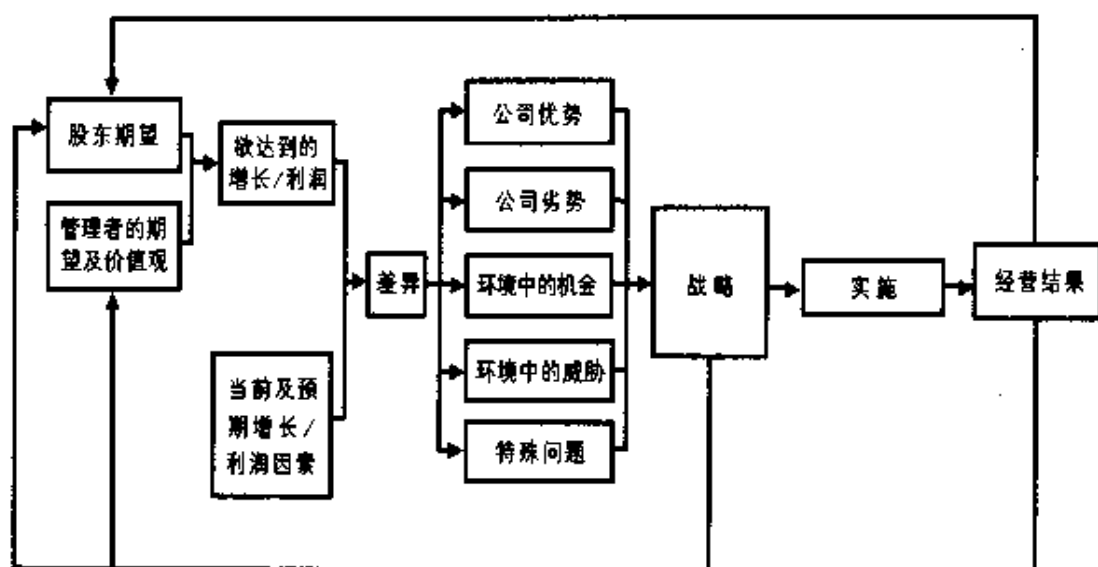 股东期望
管理者的期
望及价值观
欲达到的
增长/利润
当前及预
期增长/
利润因素
差异
公司优势
公司劣势
环境中的机会
环境中的威胁
特殊问题
战略
实施
经营结果